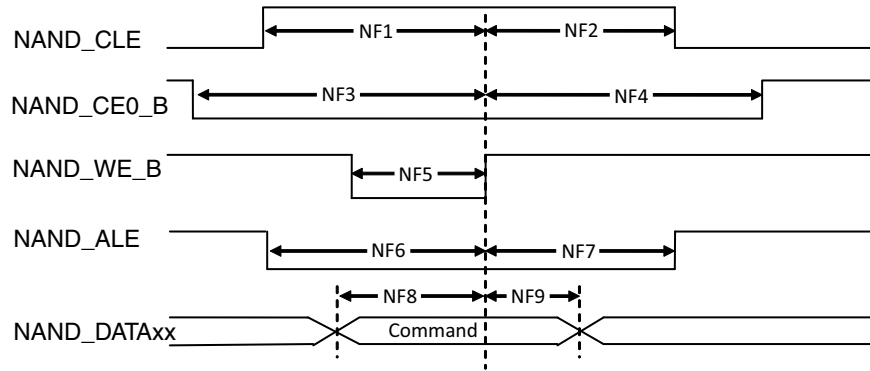 NAND_CLE NF1 NF2
NAND_CE0_B NF3 NF4
NAND_WE_B NF5
NAND_ALE NF6 NF7
NF8 NF9
NAND_DATAxx Command